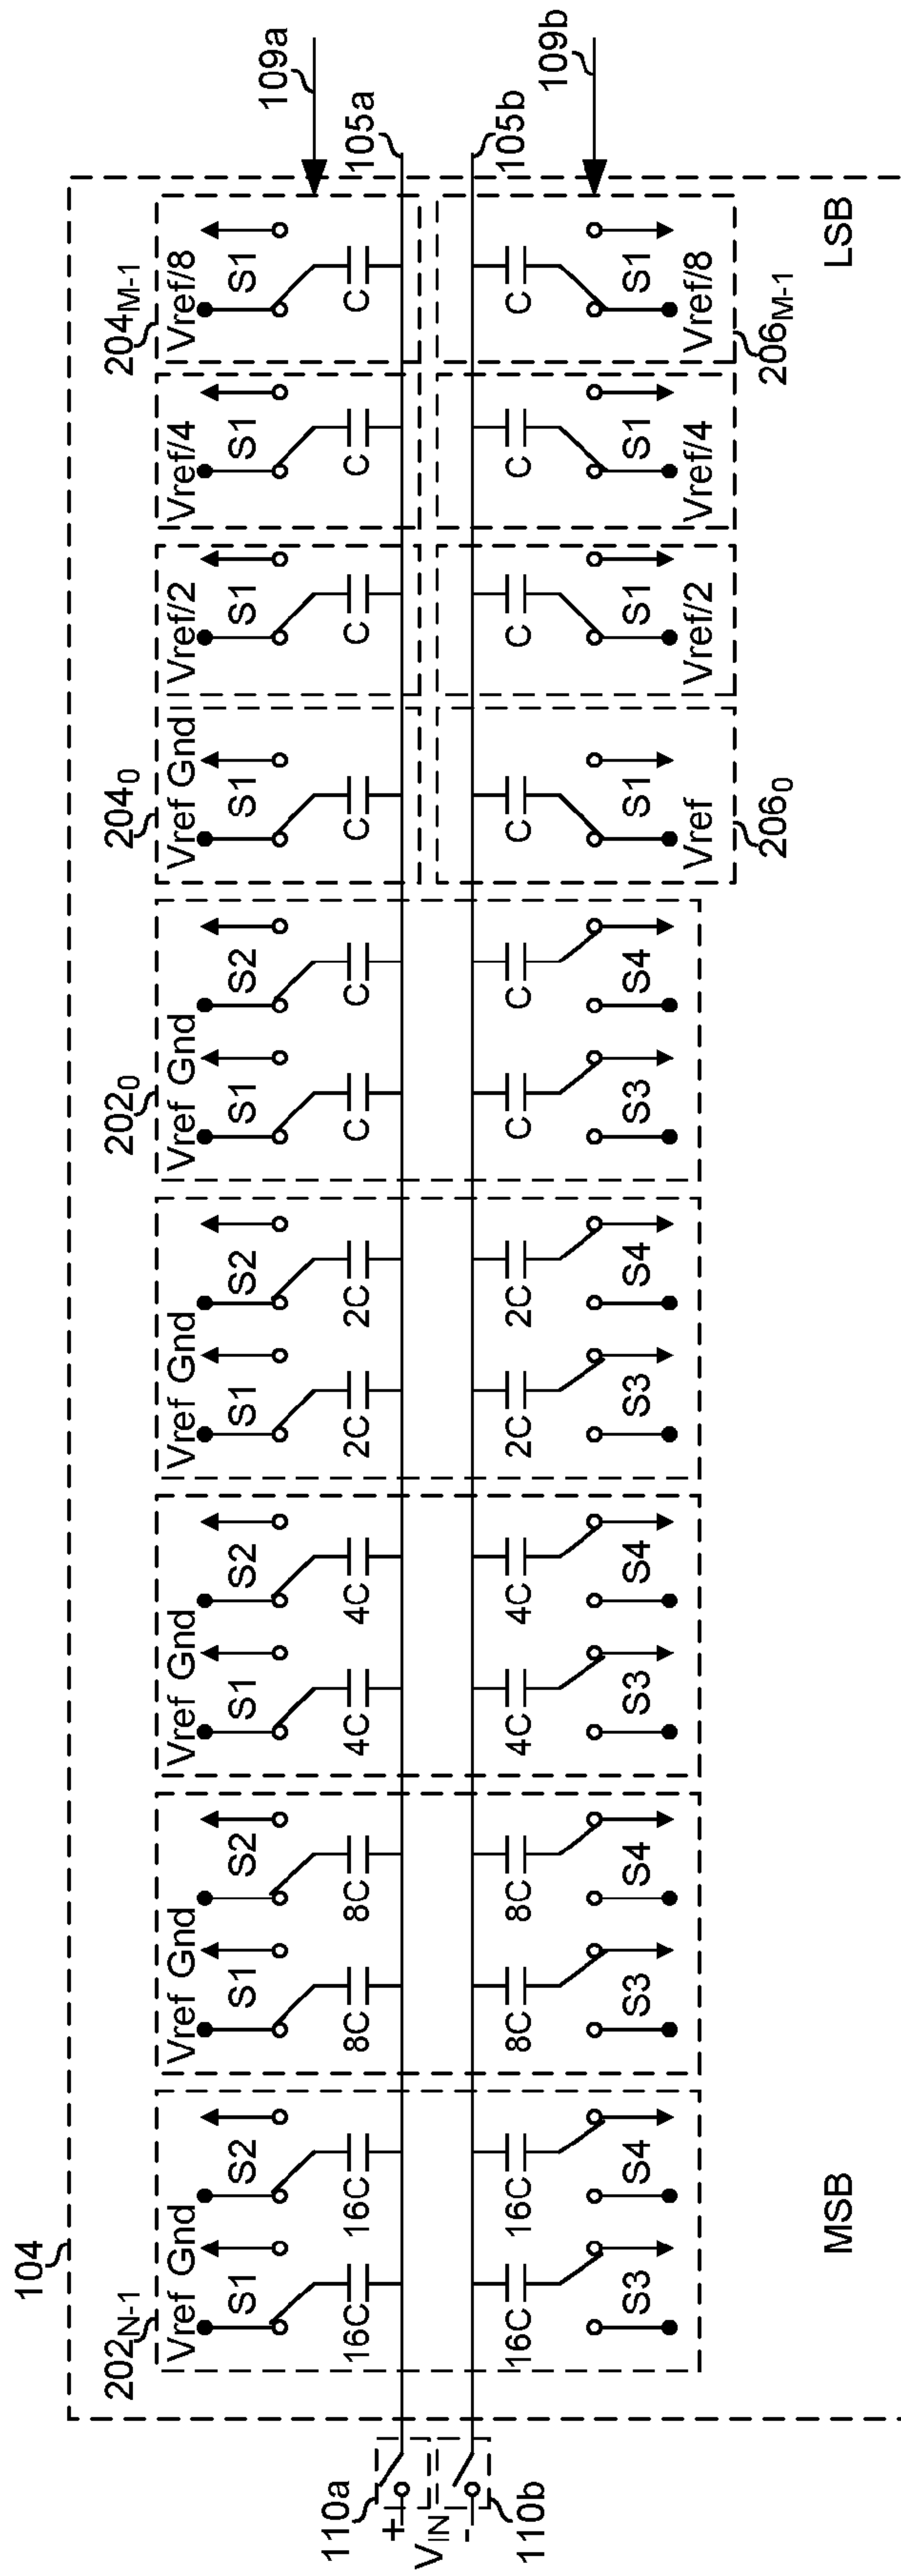 104
202N-1 2020 2040 204M-1
Vref Gnd Vref Gnd Vref Gnd Vref Gnd Vref Gnd Vref Gnd Vref/2 Vref/4 Vref/8
S1 S2 S1 S2 S1 S2 S1 S2 S1 S2 S1 S1 S1 S1
109a
16C 16C 8C 8C 4C 4C 2C 2C C C C C C C
110a
105a
+
VIN
-
105b
110b
16C 16C 8C 8C 4C 4C 2C 2C C C C C C C
109b
S3 S4 S3 S4 S3 S4 S3 S4 S3 S4 S1 S1 S1 S1
Vref Vref/2 Vref/4 Vref/8
2060 206M-1
MSB LSB